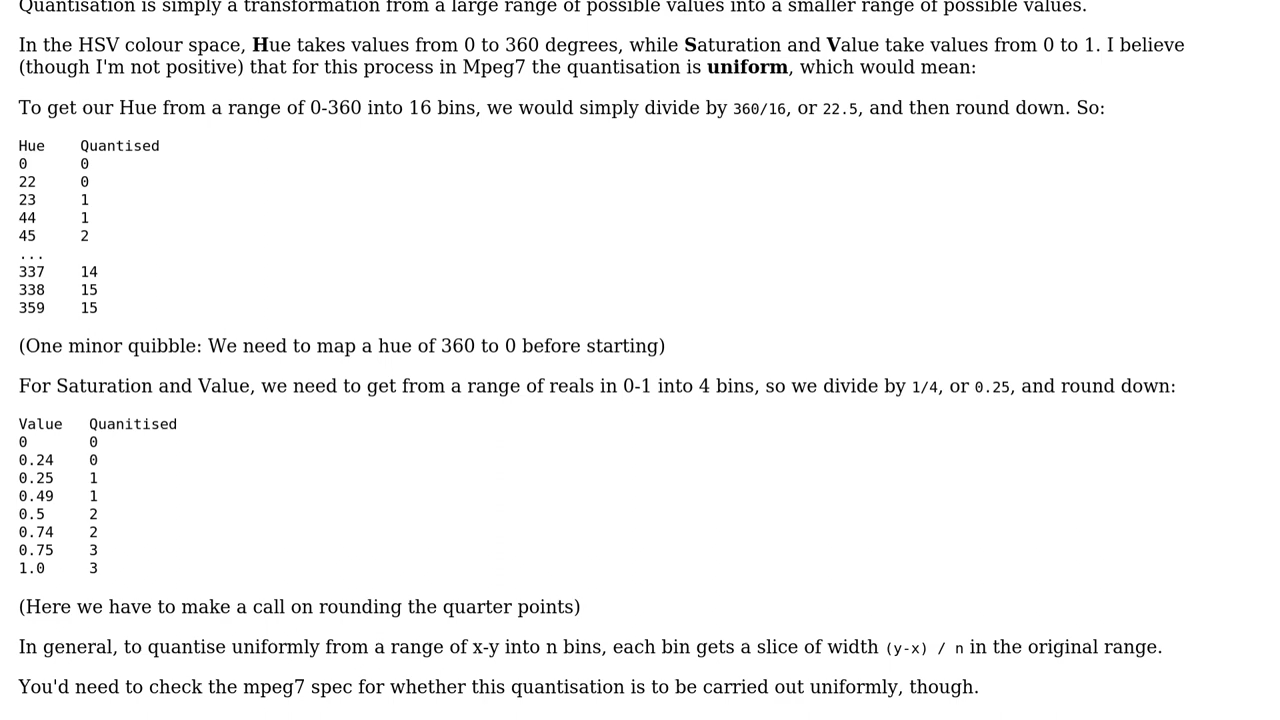 Quantisation is simply a transformation from a large range of possible values into a smaller range of possible values.
In the HSV colour space, Hue takes values from 0 to 360 degrees, while Saturation and Value take values from 0 to 1. I believe
(though I'm not positive) that for this process in Mpeg7 the quantisation is uniform, which would mean:
To get our Hue from a range of 0-360 into 16 bins, we would simply divide by 360/16, or 22.5, and then round down. So:
Hue Quantised
0 0
22 0
23 1
44 1
45 2
...
337 14
338 15
359 15
(One minor quibble: We need to map a hue of 360 to 0 before starting)
For Saturation and Value, we need to get from a range of reals in 0-1 into 4 bins, so we divide by 1/4, or 0.25, and round down:
Value Quanitised
0 0
0.24 0
0.25 1
0.49 1
0.5 2
0.74 2
0.75 3
1.0 3
(Here we have to make a call on rounding the quarter points)
In general, to quantise uniformly from a range of x-y into n bins, each bin gets a slice of width (y-x) / n in the original range.
You'd need to check the mpeg7 spec for whether this quantisation is to be carried out uniformly, though.